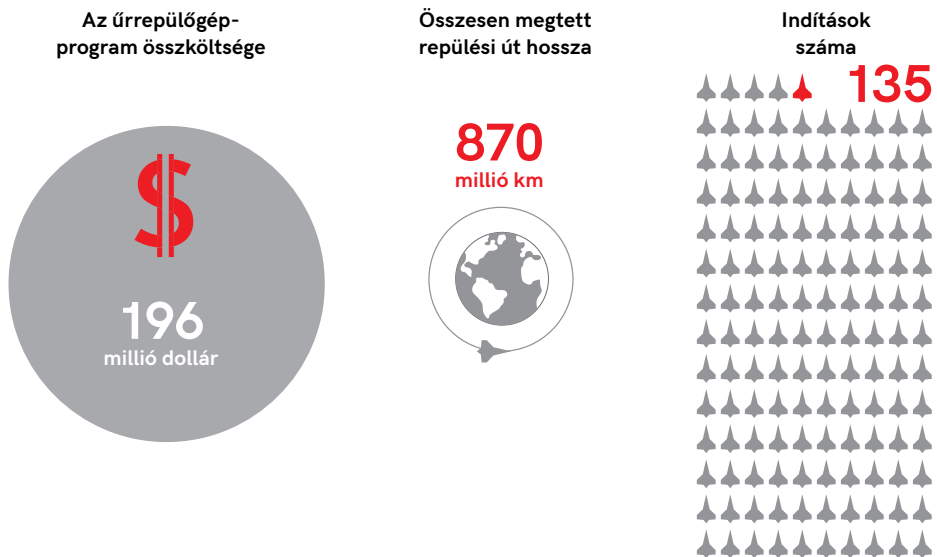 Az űrrepülőgép-
program összköltsége
$
196
millió dollár
Összesen megtett
repülési út hossza
870
millió km
Indítások
száma
135